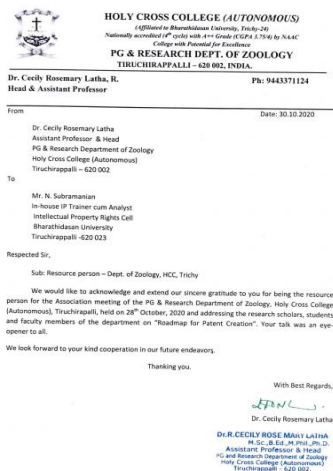 HOLY CROSS COLLEGE (AUTONOMOUS)
(Affiliated to Bharathidasan University, Trichy-24)
Nationally accredited (4th cycle) with A++ Grade (CGPA 3.75/4) by NAAC
College with Potential for Excellence
PG & RESEARCH DEPT. OF ZOOLOGY
TIRUCHIRAPPALLI – 620 002, INDIA.
Dr. Cecily Rosemary Latha, R.
Head & Assistant Professor
Ph: 9443371124
From
Date: 30.10.2020
Dr. Cecily Rosemary Latha
Assistant Professor & Head
PG & Research Department of Zoology
Holy Cross College (Autonomous)
Tiruchirappalli – 620 002
To
Mr. N. Subramanian
In-house IP Trainer cum Analyst
Intellectual Property Rights Cell
Bharathidasan University
Tiruchirappalli -620 023
Respected Sir,
Sub: Resource person – Dept. of Zoology, HCC, Trichy
We would like to acknowledge and extend our sincere gratitude to you for being the resource
person for the Association meeting of the PG & Research Department of Zoology, Holy Cross College
(Autonomous), Tiruchirapalli, held on 28th October, 2020 and addressing the research scholars, students
and faculty members of the department on "Roadmap for Patent Creation". Your talk was an eye-
opener to all.
We look forward to your kind cooperation in our future endeavors.
Thanking you.
With Best Regards,
Dr. Cecily Rosemary Latha
Dr.R.CECILY ROSE MARY LATHA
M.Sc.,B.Ed.,M.Phil.,Ph.D.
Assistant Professor & Head
PG and Research Department of Zoology
Holy Cross College (Autonomous)
Tiruchirappalli - 620 002.